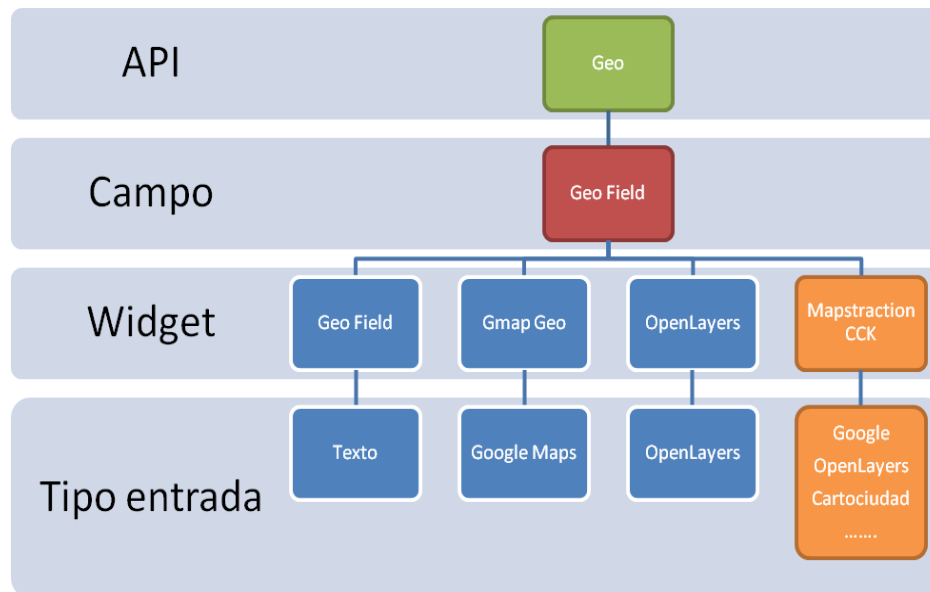 API
Geo
Campo
Geo Field
Widget
Geo Field
Gmap Geo
OpenLayers
Mapstraction
CCK
Tipo entrada
Texto
Google Maps
OpenLayers
Google
OpenLayers
Cartociudad
.......